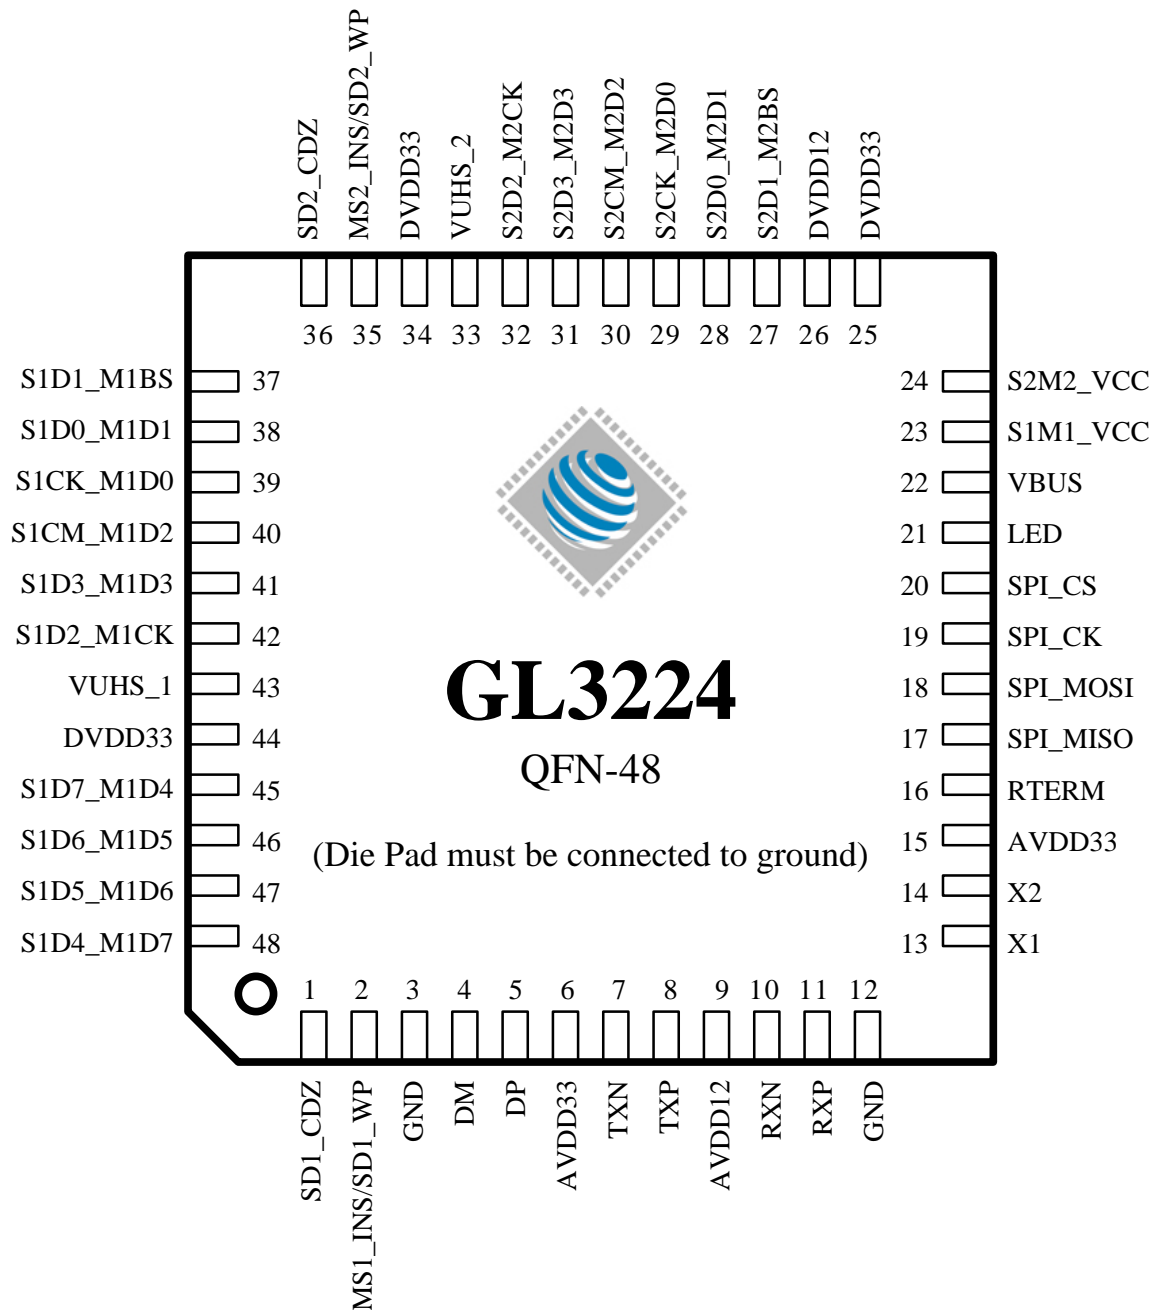 SD2_CDZ
MS2_INS/SD2_WP
DVDD33
VUHS_2
S2D2_M2CK
S2D3_M2D3
S2CM_M2D2
S2CK_M2D0
S2D0_M2D1
S2D1_M2BS
DVDD12
DVDD33
36 35 34 33 32 31 30 29 28 27 26 25
S1D1_M1BS 37
S1D0_M1D1 38
S1CK_M1D0 39
S1CM_M1D2 40
S1D3_M1D3 41
S1D2_M1CK 42
VUHS_1 43
DVDD33 44
S1D7_M1D4 45
S1D6_M1D5 46
S1D5_M1D6 47
S1D4_M1D7 48
24 S2M2_VCC
23 S1M1_VCC
22 VBUS
21 LED
20 SPI_CS
19 SPI_CK
18 SPI_MOSI
17 SPI_MISO
16 RTERM
15 AVDD33
14 X2
13 X1
GL3224
QFN-48
(Die Pad must be connected to ground)
1 2 3 4 5 6 7 8 9 10 11 12
SD1_CDZ
MS1_INS/SD1_WP
GND
DM
DP
AVDD33
TXN
TXP
AVDD12
RXN
RXP
GND